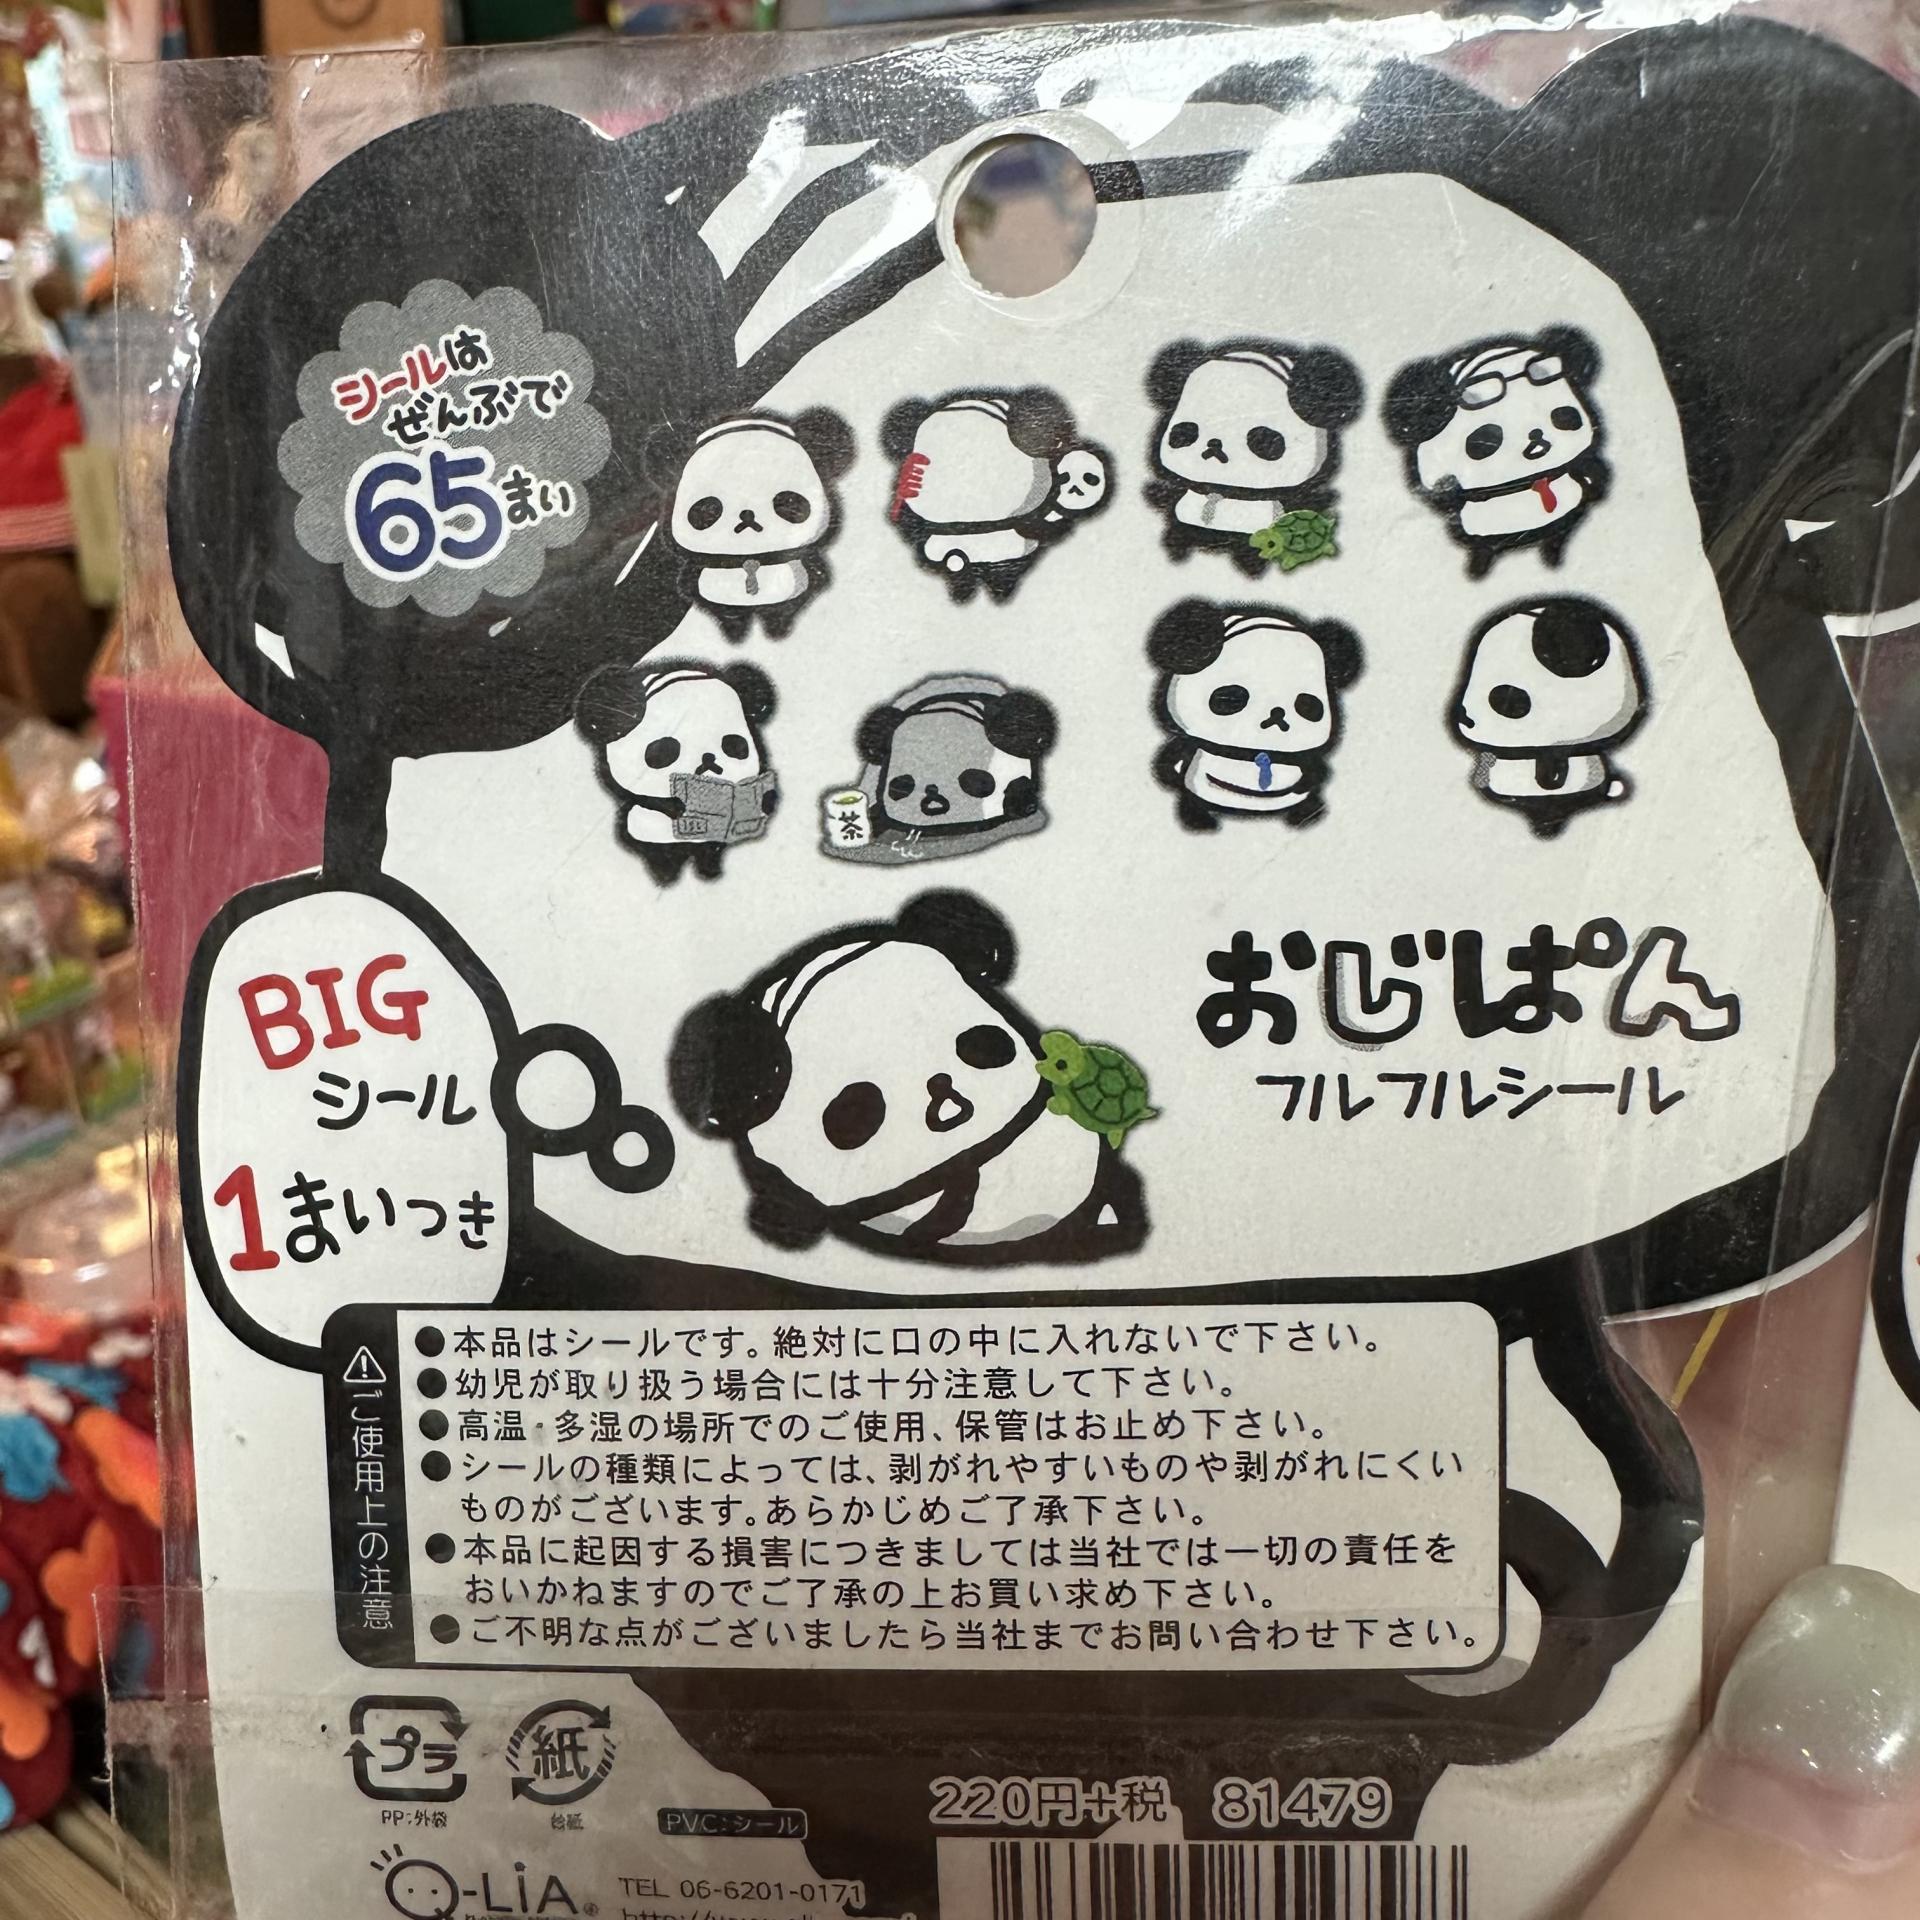 シールは
ぜんぶで
65まい
茶
BIG
シール
1まいつき
おじぱん
フルフルシール
ご使用上の注意
●本品はシールです。絶対に口の中に入れないで下さい。
●幼児が取り扱う場合には十分注意して下さい。
●高温・多湿の場所でのご使用、保管はお止め下さい。
●シールの種類によっては、剥がれやすいものや剥がれにくい
ものがございます。あらかじめご了承下さい。
●本品に起因する損害につきましては当社では一切の責任を
おいかねますのでご了承の上お買い求め下さい。
●ご不明な点がございましたら当社までお問い合わせ下さい。
プラ
PP:外袋
紙
台紙
PVC:シール
220円+税 81479
Q-LiA®
TEL 06-6201-0171